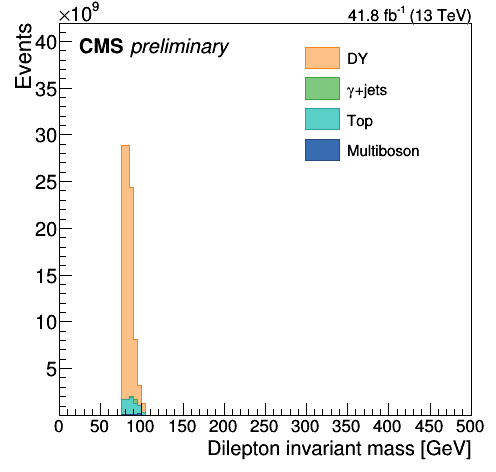 ×10⁹
41.8 fb⁻¹ (13 TeV)
CMS preliminary
Events
DY
γ+jets
Top
Multiboson
40
35
30
25
20
15
10
5
0 50 100 150 200 250 300 350 400 450 500
Dilepton invariant mass [GeV]